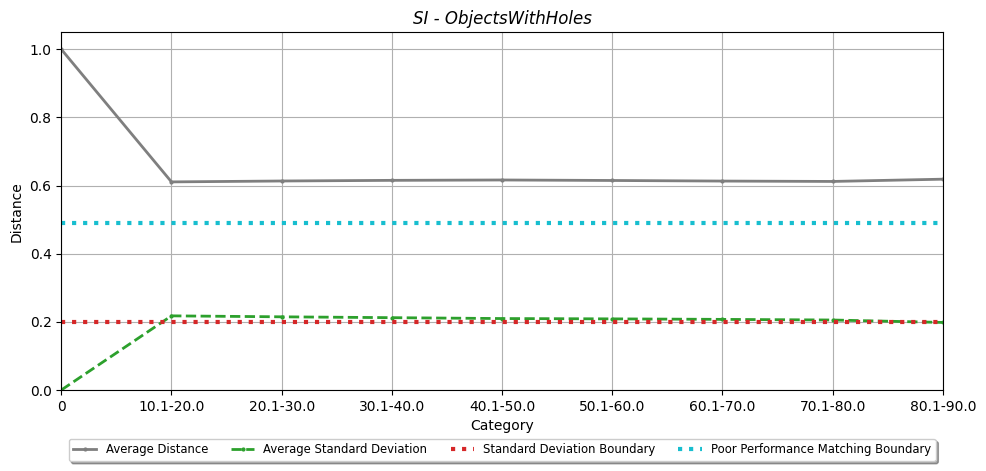 SI - ObjectsWithHoles
1.0
0.8
0.6
0.4
0.2
0.0
Distance
0 10.1-20.0 20.1-30.0 30.1-40.0 40.1-50.0 50.1-60.0 60.1-70.0 70.1-80.0 80.1-90.0
Category
Average Distance Average Standard Deviation Standard Deviation Boundary Poor Performance Matching Boundary